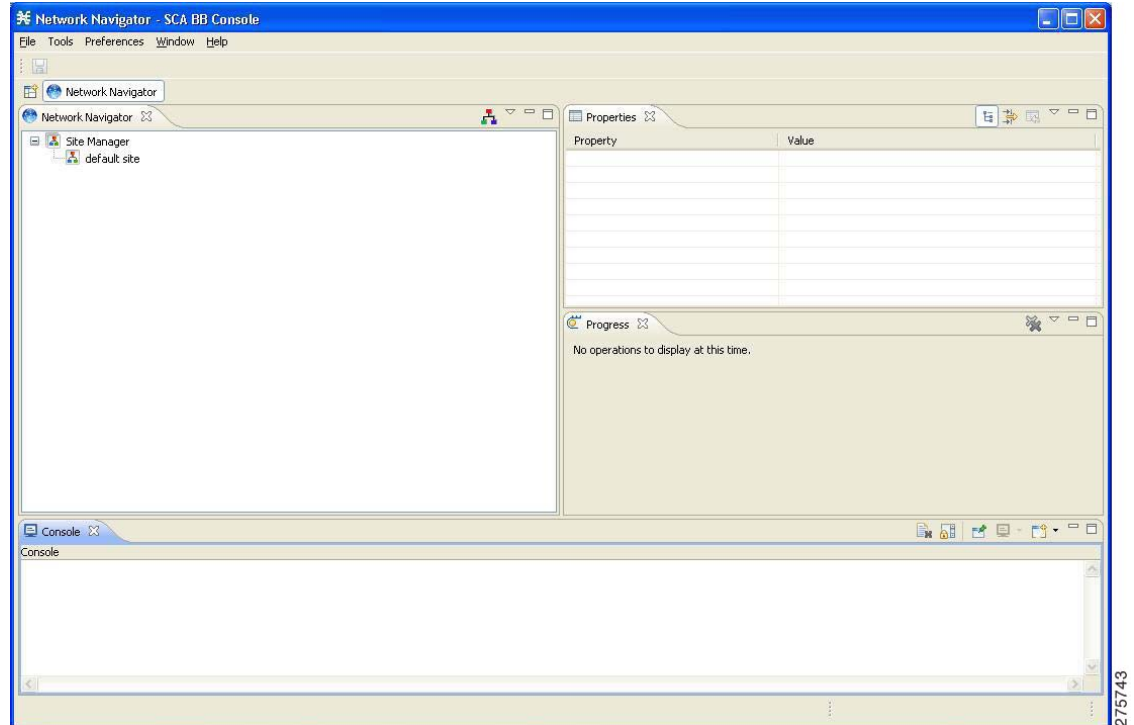 Network Navigator - SCA BB Console
File Tools Preferences Window Help
Network Navigator
Network Navigator
Site Manager
default site
Properties
Property Value
Progress
No operations to display at this time.
Console
Console
275743